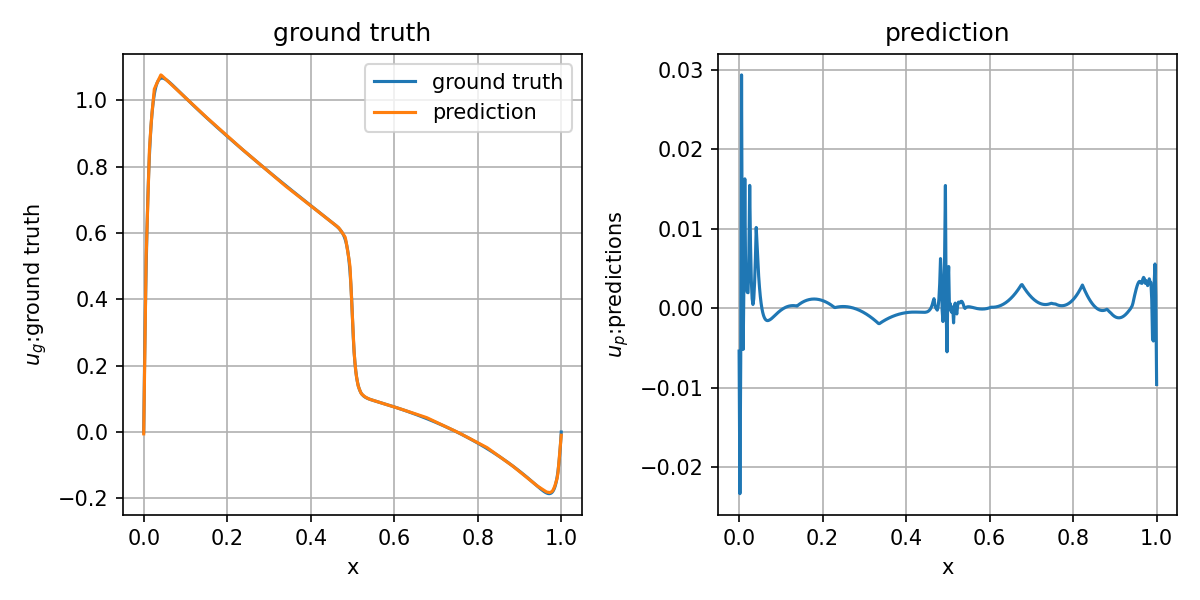 ground truth
ground truth
prediction
u_g:ground truth
1.0
0.8
0.6
0.4
0.2
0.0
−0.2
0.0 0.2 0.4 0.6 0.8 1.0
x
prediction
u_p:predictions
0.03
0.02
0.01
0.00
−0.01
−0.02
0.0 0.2 0.4 0.6 0.8 1.0
x